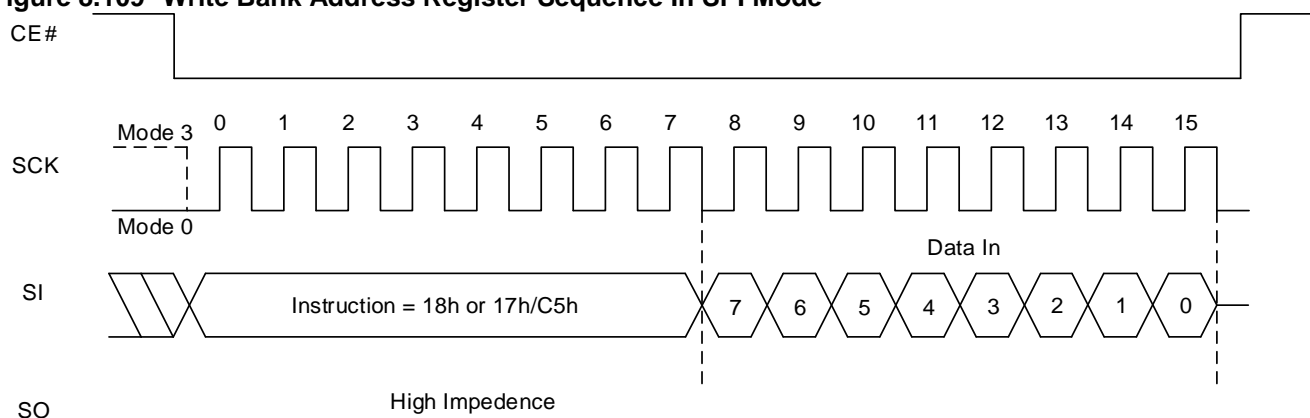 Figure 8.109 Write Bank Address Register Sequence In SPI Mode
CE#
Mode 3 0 1 2 3 4 5 6 7 8 9 10 11 12 13 14 15
SCK
Mode 0
Data In
SI
Instruction = 18h or 17h/C5h 7 6 5 4 3 2 1 0
High Impedence
SO